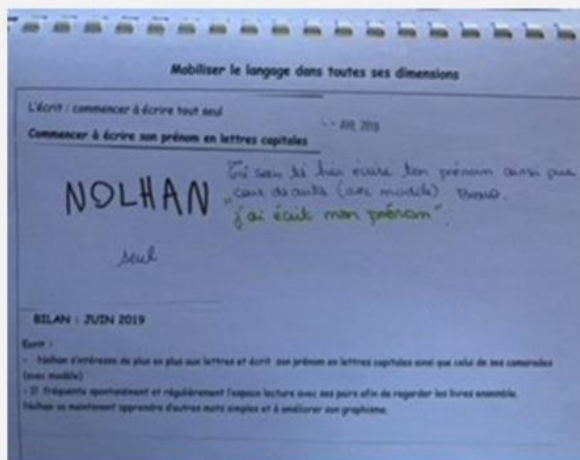 Mobiliser le langage dans toutes ses dimensions
L'écrit : commencer à écrire tout seul
AVR. 2019
Commencer à écrire son prénom en lettres capitales
Tu sais très bien écrire ton prénom ainsi que
NOLHAN
ceux des autres (avec modèle). Bravo.
"j'ai écrit mon prénom".
seul
BILAN : JUIN 2019
Ecrit :
- Nolhan s'intéresse de plus en plus aux lettres et écrit son prénom en lettres capitales ainsi que celui de ses camarades
(avec modèle)
- Il fréquente spontanément et régulièrement l'espace lecture avec ses pairs afin de regarder les livres ensemble.
Nolhan va maintenant apprendre d'autres mots simples et à améliorer son graphisme.